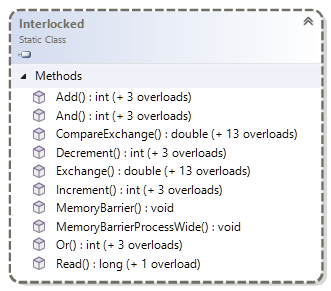 Interlocked
Static Class
Methods
Add() : int (+ 3 overloads)
And() : int (+ 3 overloads)
CompareExchange() : double (+ 13 overloads)
Decrement() : int (+ 3 overloads)
Exchange() : double (+ 13 overloads)
Increment() : int (+ 3 overloads)
MemoryBarrier() : void
MemoryBarrierProcessWide() : void
Or() : int (+ 3 overloads)
Read() : long (+ 1 overload)